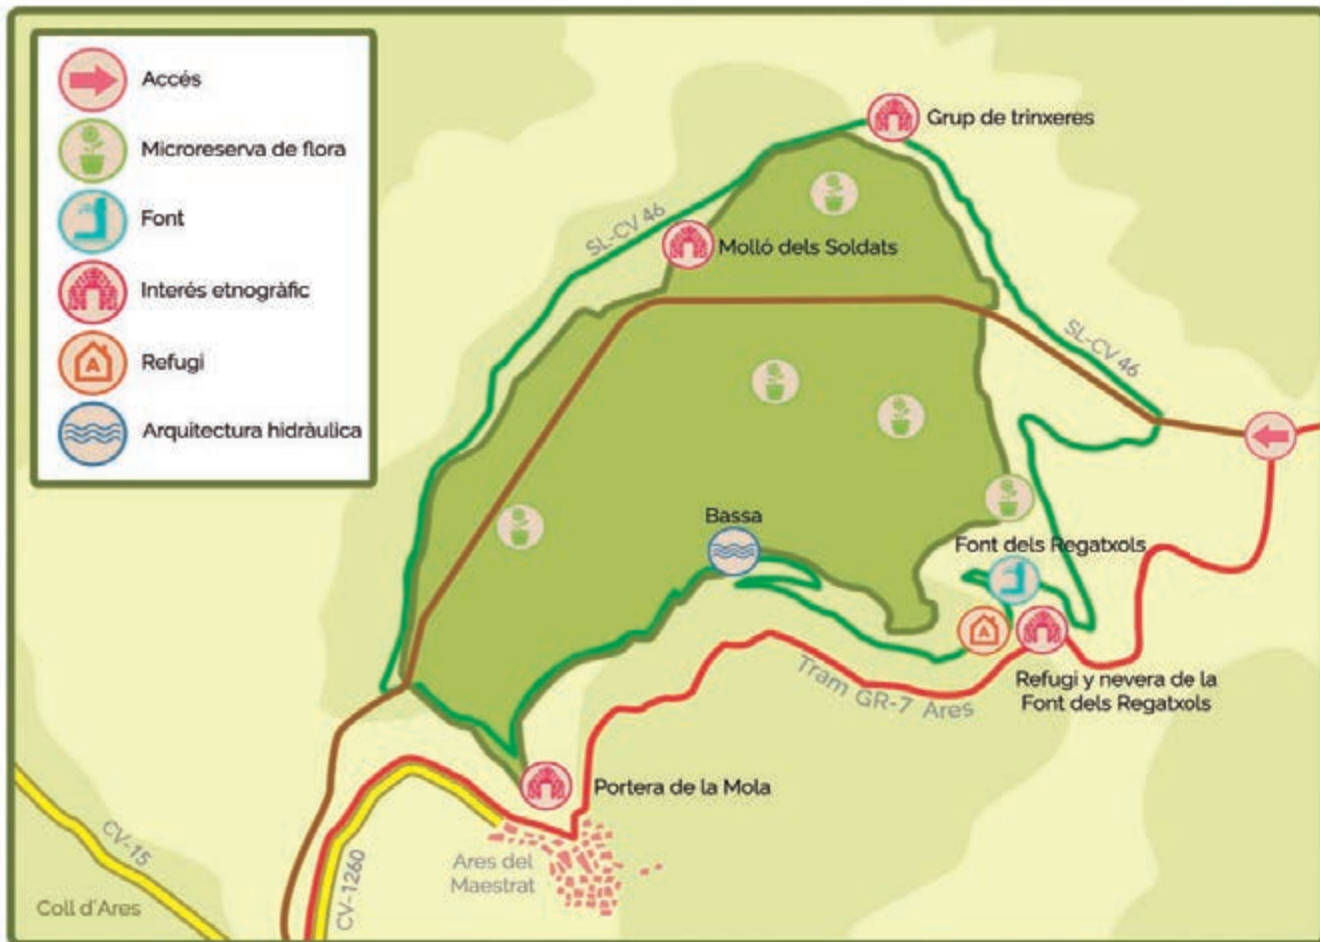 Accés
Microreserva de flora
Font
Interés etnogràfic
Refugi
A
Arquitectura hidràulica
Grup de trinxeres
SL-CV 46
Molló dels Soldats
SL-CV 46
Bassa
Font dels Regatxols
A
Tram GR-7 Ares
Refugi y nevera de la
Font dels Regatxols
Portera de la Mola
CV-15
CV-1260
Ares del
Maestrat
Coll d'Ares